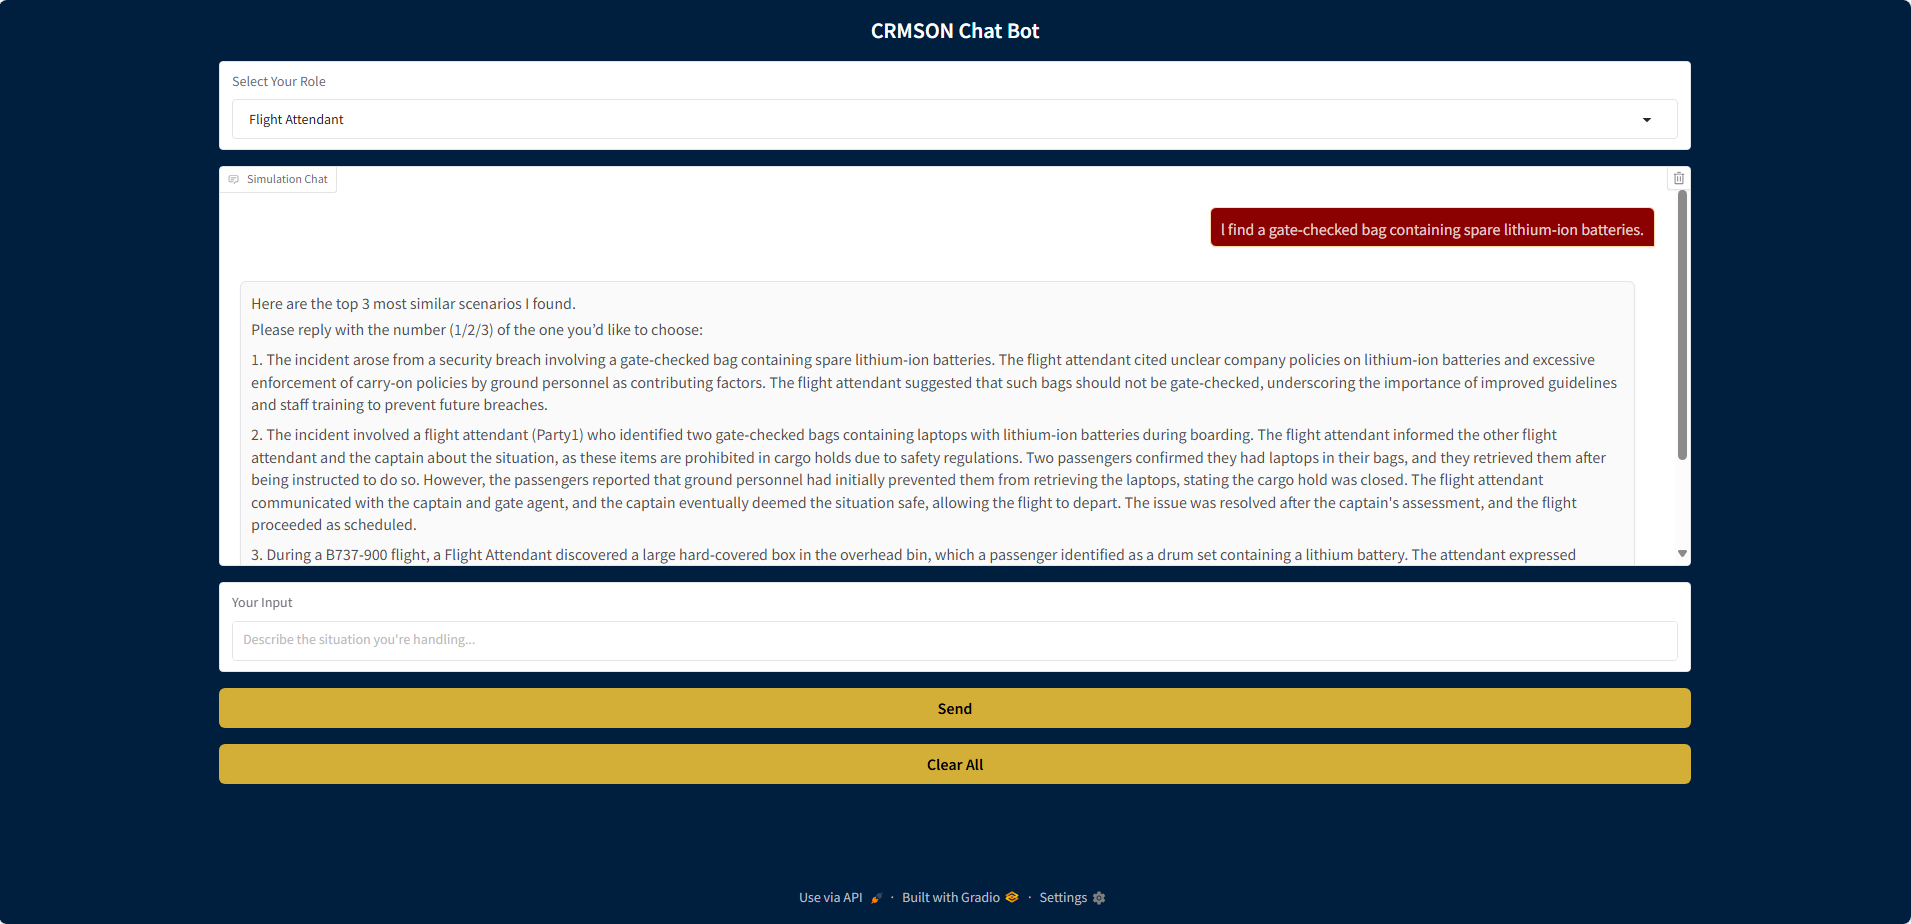 CRMSON Chat Bot
Select Your Role
Flight Attendant
Simulation Chat
I find a gate-checked bag containing spare lithium-ion batteries.
Here are the top 3 most similar scenarios I found.
Please reply with the number (1/2/3) of the one you’d like to choose:
1. The incident arose from a security breach involving a gate-checked bag containing spare lithium-ion batteries. The flight attendant cited unclear company policies on lithium-ion batteries and excessive
enforcement of carry-on policies by ground personnel as contributing factors. The flight attendant suggested that such bags should not be gate-checked, underscoring the importance of improved guidelines
and staff training to prevent future breaches.
2. The incident involved a flight attendant (Party1) who identified two gate-checked bags containing laptops with lithium-ion batteries during boarding. The flight attendant informed the other flight
attendant and the captain about the situation, as these items are prohibited in cargo holds due to safety regulations. Two passengers confirmed they had laptops in their bags, and they retrieved them after
being instructed to do so. However, the passengers reported that ground personnel had initially prevented them from retrieving the laptops, stating the cargo hold was closed. The flight attendant
communicated with the captain and gate agent, and the captain eventually deemed the situation safe, allowing the flight to depart. The issue was resolved after the captain's assessment, and the flight
proceeded as scheduled.
3. During a B737-900 flight, a Flight Attendant discovered a large hard-covered box in the overhead bin, which a passenger identified as a drum set containing a lithium battery. The attendant expressed
Your Input
Describe the situation you're handling...
Send
Clear All
Use via API · Built with Gradio · Settings